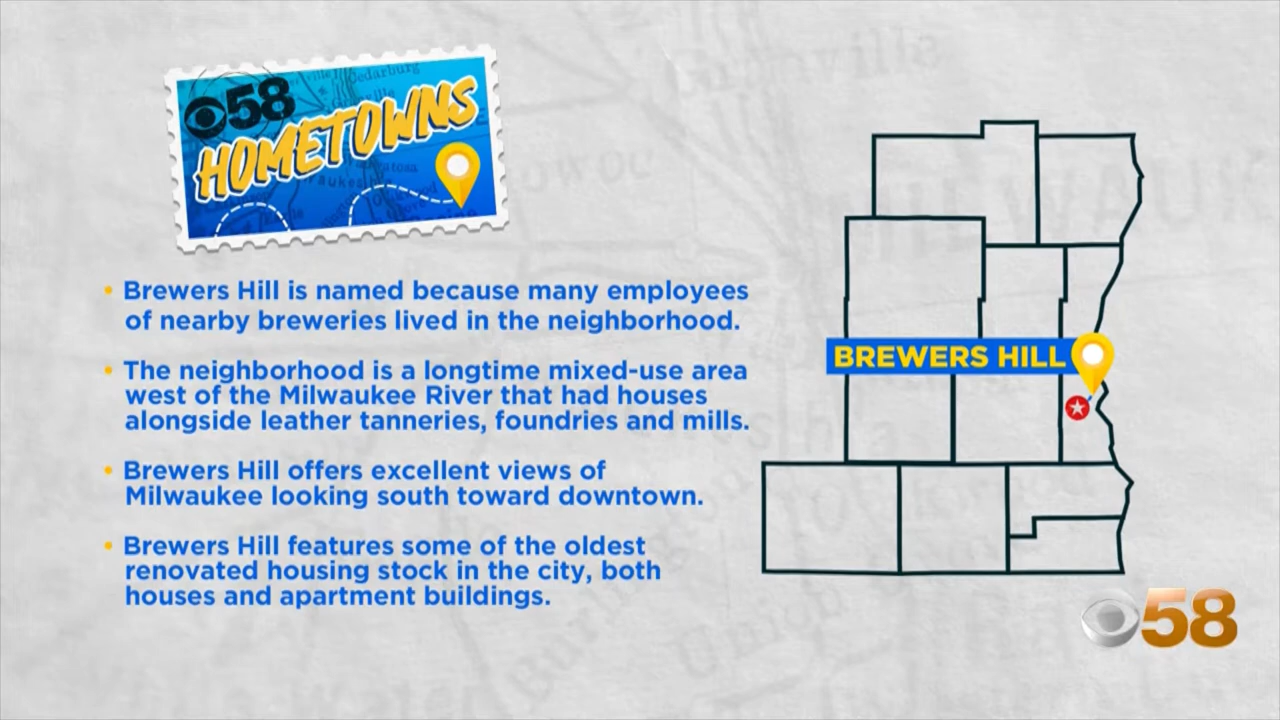 58
HOMETOWNS
• Brewers Hill is named because many employees
of nearby breweries lived in the neighborhood.
• The neighborhood is a longtime mixed-use area
west of the Milwaukee River that had houses
alongside leather tanneries, foundries and mills.
• Brewers Hill offers excellent views of
Milwaukee looking south toward downtown.
• Brewers Hill features some of the oldest
renovated housing stock in the city, both
houses and apartment buildings.
BREWERS HILL
58